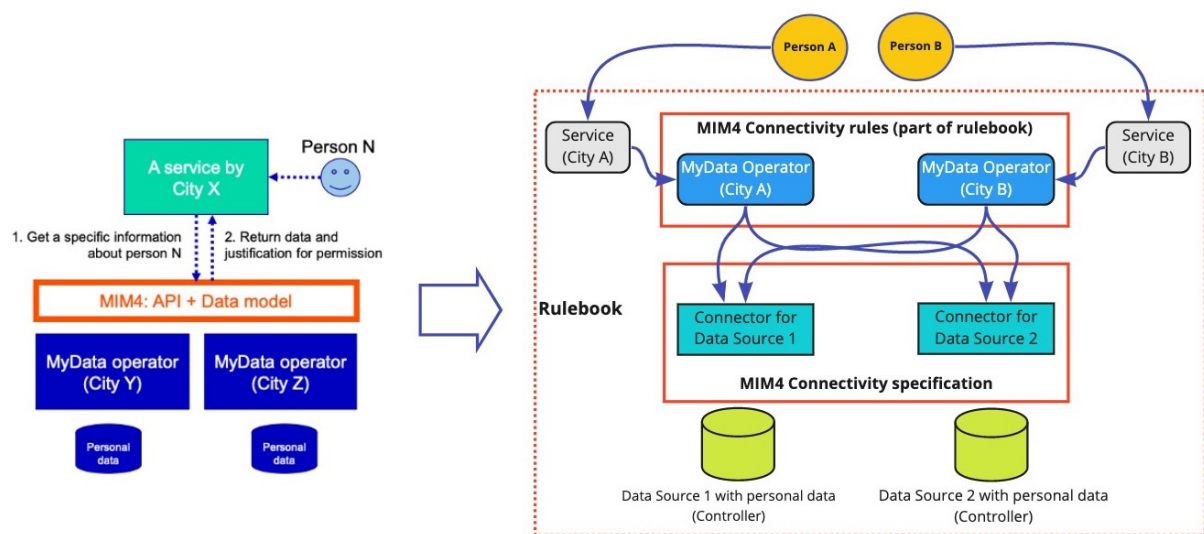 Person N
A service by
City X
1. Get a specific information
about person N
2. Return data and
justification for permission
MIM4: API + Data model
MyData operator
(City Y)
MyData operator
(City Z)
Personal
data
Personal
data
Person A
Person B
Service
(City A)
MIM4 Connectivity rules (part of rulebook)
Service
(City B)
MyData Operator
(City A)
MyData Operator
(City B)
Rulebook
Connector for
Data Source 1
Connector for
Data Source 2
MIM4 Connectivity specification
Data Source 1 with personal data
(Controller)
Data Source 2 with personal data
(Controller)